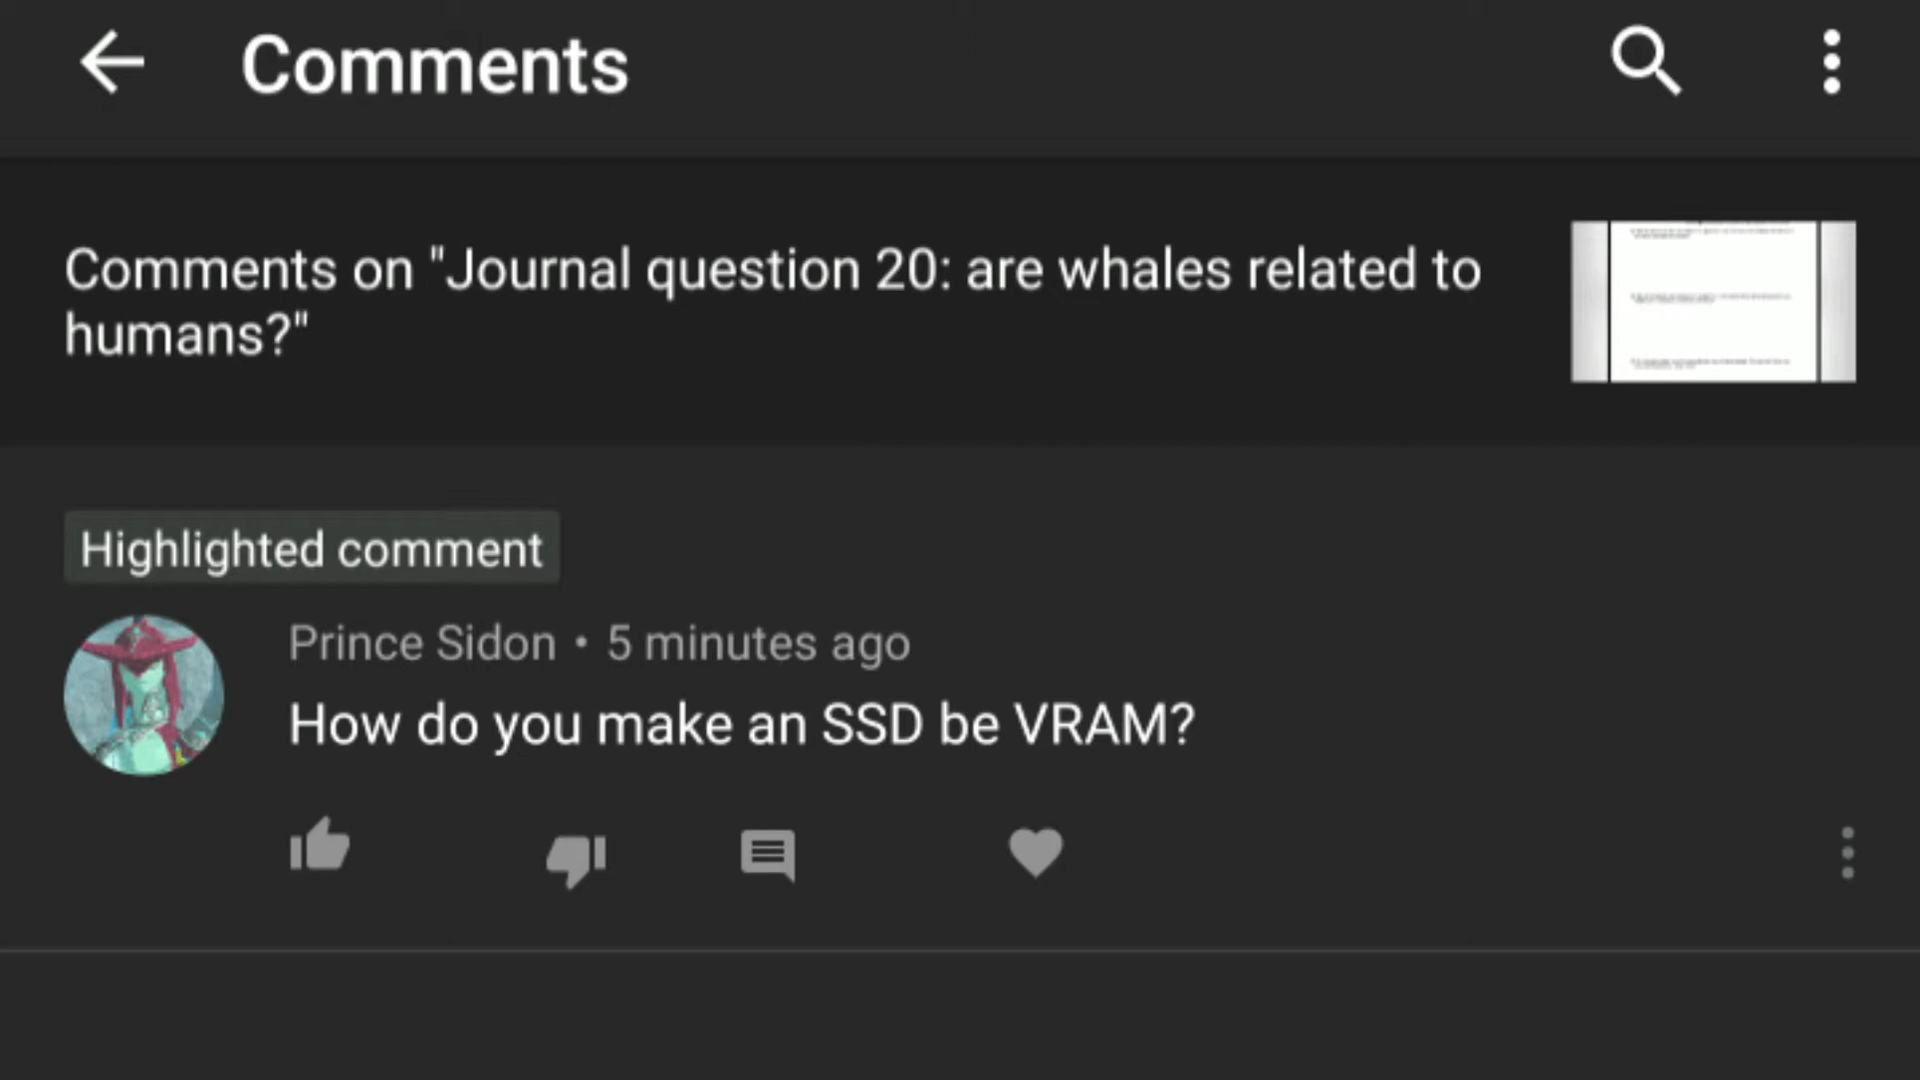 Comments
Comments on "Journal question 20: are whales related to
humans?"
Highlighted comment
Prince Sidon • 5 minutes ago
How do you make an SSD be VRAM?